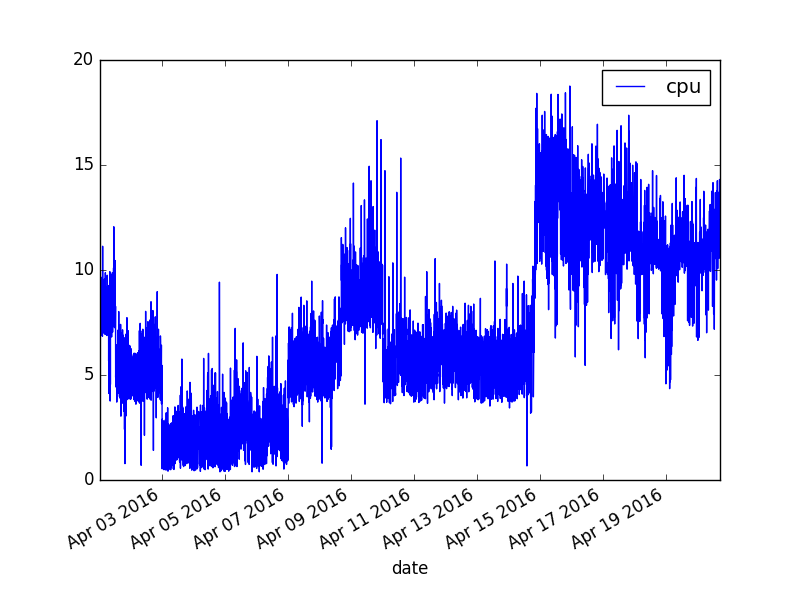 20
cpu
15
10
5
0
Apr 03 2016
Apr 05 2016
Apr 07 2016
Apr 09 2016
Apr 11 2016
Apr 13 2016
Apr 15 2016
Apr 17 2016
Apr 19 2016
date